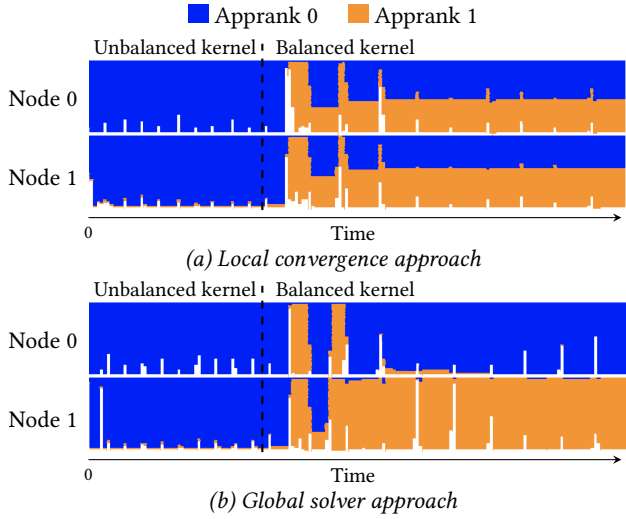 Apprank 0 Apprank 1
Unbalanced kernel Balanced kernel
Node 0
Node 1
0 Time
(a) Local convergence approach
Unbalanced kernel Balanced kernel
Node 0
Node 1
0 Time
(b) Global solver approach